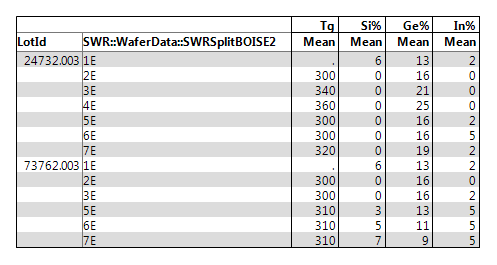 Tg Si% Ge% In%
LotId SWR::WaferData::SWRSplitBOISE2 Mean Mean Mean Mean
24732.003 1E . 6 13 2
2E 300 0 16 0
3E 340 0 21 0
4E 360 0 25 0
5E 300 0 16 2
6E 300 0 16 5
7E 320 0 19 2
73762.003 1E . 6 13 2
2E 300 0 16 0
3E 300 0 16 2
5E 310 3 13 5
6E 310 5 11 5
7E 310 7 9 5